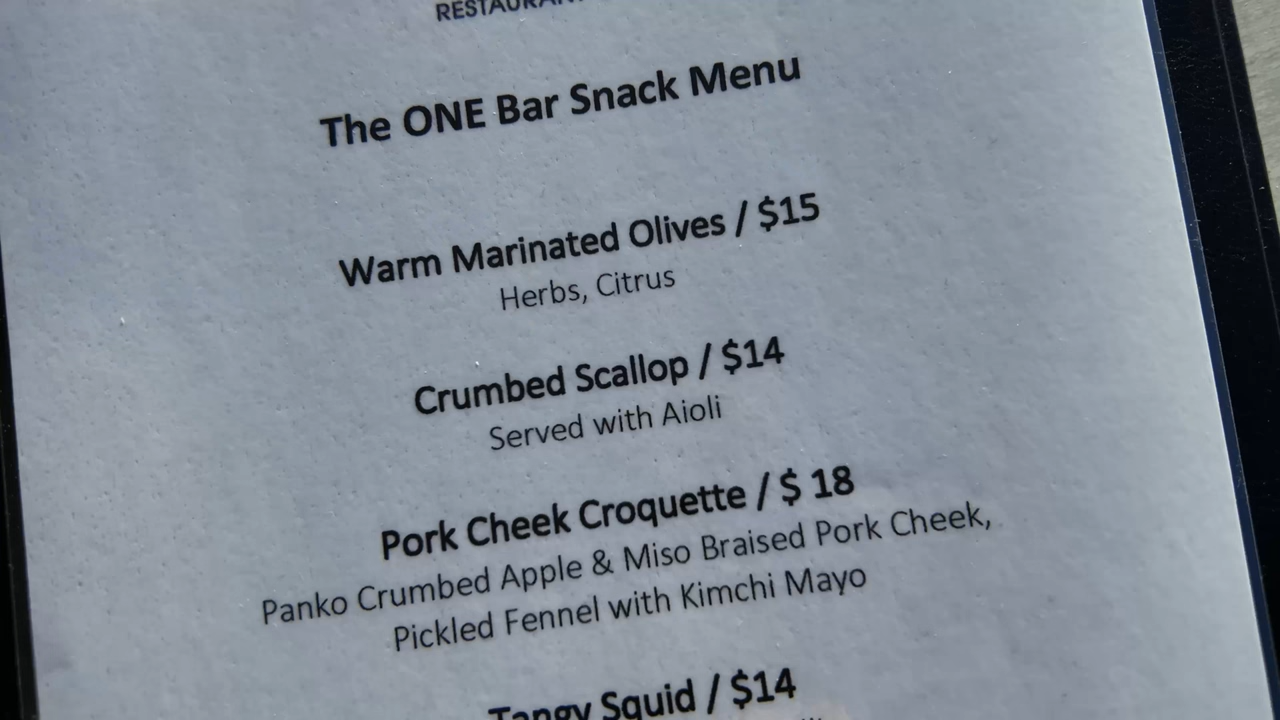 RESTAURANT
The ONE Bar Snack Menu
Warm Marinated Olives / $15
Herbs, Citrus
Crumbed Scallop / $14
Served with Aioli
Pork Cheek Croquette / $ 18
Panko Crumbed Apple & Miso Braised Pork Cheek,
Pickled Fennel with Kimchi Mayo
Tangy Squid / $14